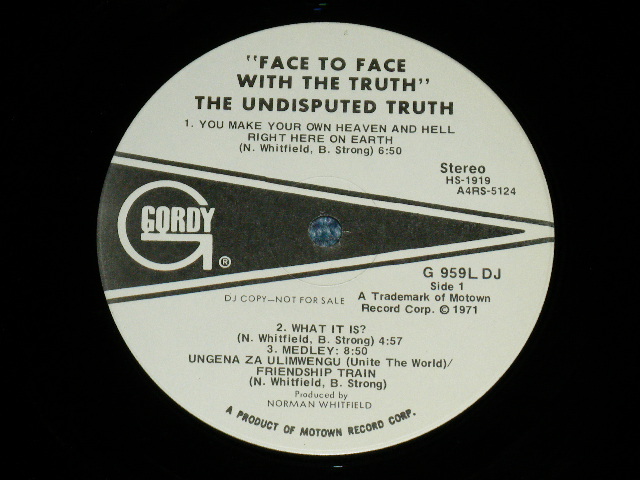 "FACE TO FACE
WITH THE TRUTH"
THE UNDISPUTED TRUTH
1. YOU MAKE YOUR OWN HEAVEN AND HELL
RIGHT HERE ON EARTH
(N. Whitfield, B. Strong) 6:50
Stereo
HS-1919
A4RS-5124
GORDY
®
G 959L DJ
Side 1
DJ COPY—NOT FOR SALE
A Trademark of Motown
Record Corp. © 1971
2. WHAT IT IS?
(N. Whitfield, B. Strong) 4:57
3. MEDLEY: 8:50
UNGENA ZA ULIMWENGU (Unite The World)/
FRIENDSHIP TRAIN
(N. Whitfield, B. Strong)
Produced by
NORMAN WHITFIELD
A PRODUCT OF MOTOWN RECORD CORP.